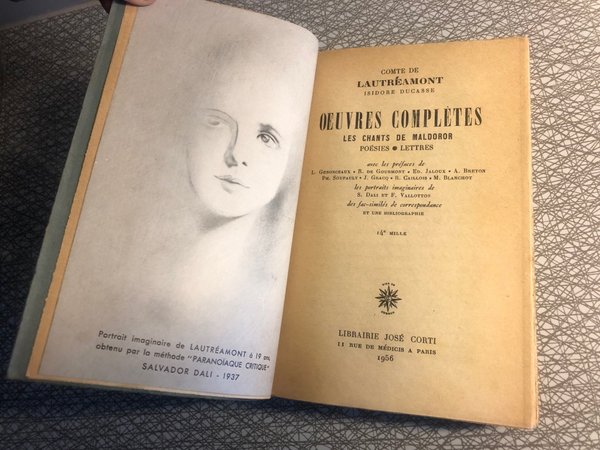 Portrait imaginaire de LAUTRÉAMONT à 19 ans
obtenu par la méthode "PARANOÏAQUE CRITIQUE"
SALVADOR DALI - 1937
COMTE DE
LAUTRÉAMONT
ISIDORE DUCASSE
OEUVRES COMPLÈTES
LES CHANTS DE MALDOROR
POÉSIES ● LETTRES
avec les préfaces de
L. GENONCEAUX • R. DE GOURMONT • ED. JALOUX • A. BRETON
PH. SOUPAULT • J. GRACQ • R. CAILLOIS • M. BLANCHOT
les portraits imaginaires de
S. DALI ET F. VALLOTTON
des fac-similés de correspondance
ET UNE BIBLIOGRAPHIE
14e MILLE
LIBRAIRIE JOSÉ CORTI
11 RUE DE MÉDICIS A PARIS
1956